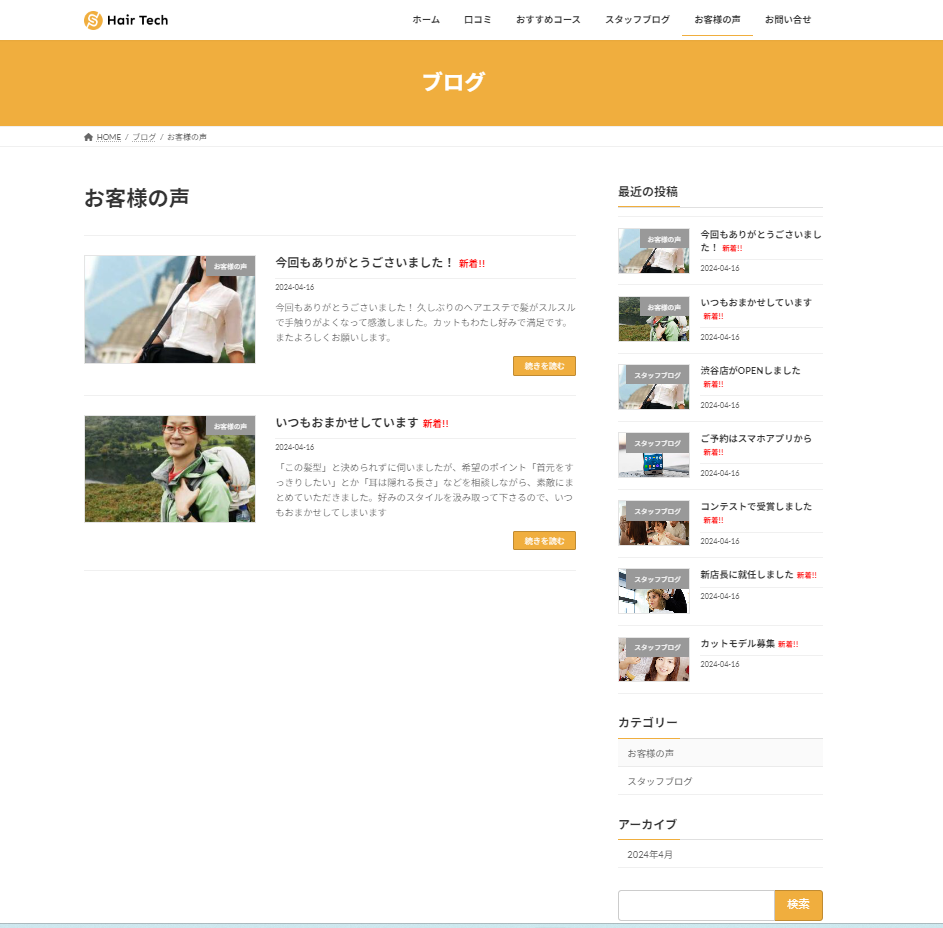 Hair Tech
ホーム 口コミ おすすめコース スタッフブログ お客様の声 お問い合せ
ブログ
HOME / ブログ / お客様の声
お客様の声
お客様の声
今回もありがとうごさいました！ 新着!!
2024-04-16
今回もありがとうごさいました！ 久しぶりのヘアエステで髪がスルスル
で手触りがよくなって感激しました。カットもわたし好みで満足です。
またよろしくお願いします。
続きを読む
お客様の声
いつもおまかせしています 新着!!
2024-04-16
「この髪型」と決められずに伺いましたが、希望のポイント「首元をす
っきりしたい」とか「耳は隠れる長さ」などを相談しながら、素敵にま
とめていただきました。好みのスタイルを汲み取って下さるので、いつ
もおまかせしてしまいます
続きを読む
最近の投稿
お客様の声
今回もありがとうごさいまし
た！ 新着!!
2024-04-16
お客様の声
いつもおまかせしています
新着!!
2024-04-16
スタッフブログ
渋谷店がOPENしました
新着!!
2024-04-16
スタッフブログ
ご予約はスマホアプリから
新着!!
2024-04-16
スタッフブログ
コンテストで受賞しました
新着!!
2024-04-16
スタッフブログ
新店長に就任しました 新着!!
2024-04-16
スタッフブログ
カットモデル募集 新着!!
2024-04-16
カテゴリー
お客様の声
スタッフブログ
アーカイブ
2024年4月
検索